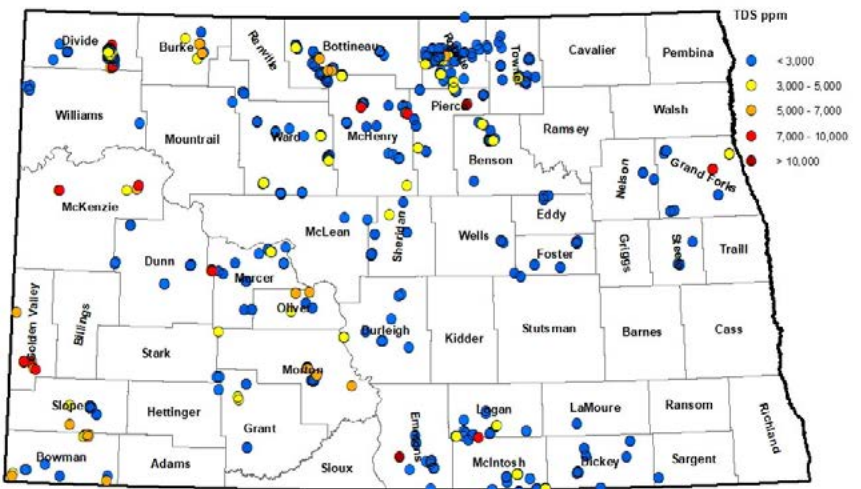 TDS ppm
< 3,000
3,000 - 5,000
5,000 - 7,000
7,000 - 10,000
> 10,000
Divide
Burke
Renville
Bottineau
Towner
Cavalier
Pembina
Williams
Mountrail
Ward
McHenry
Pierce
Benson
Ramsey
Walsh
Nelson
Grand Forks
McKenzie
McLean
Sheridan
Wells
Eddy
Foster
Griggs
Steele
Traill
Dunn
Mercer
Oliver
Golden Valley
Billings
Stark
Morton
Burleigh
Kidder
Stutsman
Barnes
Cass
Slope
Hettinger
Grant
Emmons
Logan
LaMoure
Ransom
Richland
Bowman
Adams
Sioux
McIntosh
Dickey
Sargent